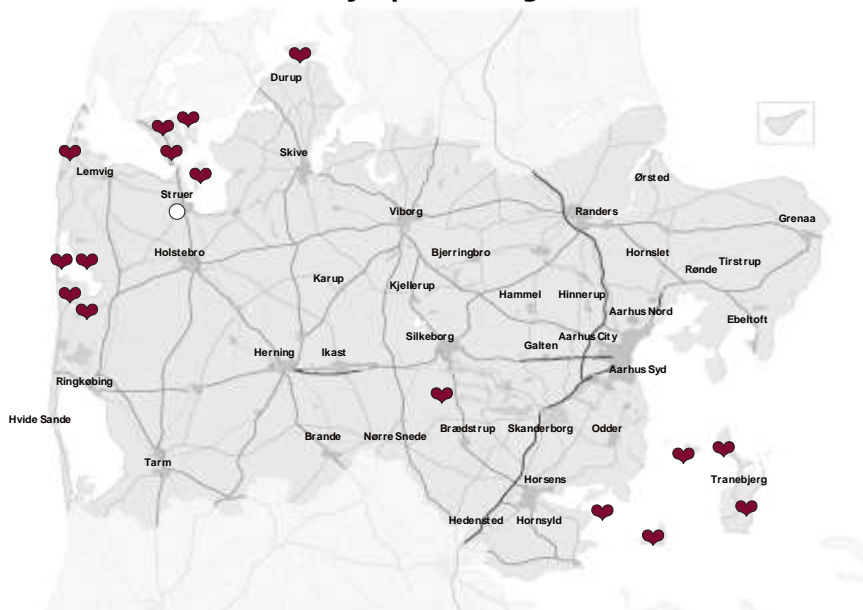 Durup
Skive
Lemvig
Struer
Ørsted
Viborg
Randers
Grenaa
Holstebro
Bjerringbro
Hornslet
Tirstrup
Rønde
Karup
Kjellerup
Hammel
Hinnerup
Aarhus Nord
Ebeltoft
Silkeborg
Aarhus City
Galten
Herning
Ikast
Aarhus Syd
Ringkøbing
Hvide Sande
Brande
Nørre Snede
Brædstrup
Skanderborg
Odder
Tarm
Horsens
Tranebjerg
Hedensted
Hornsyld